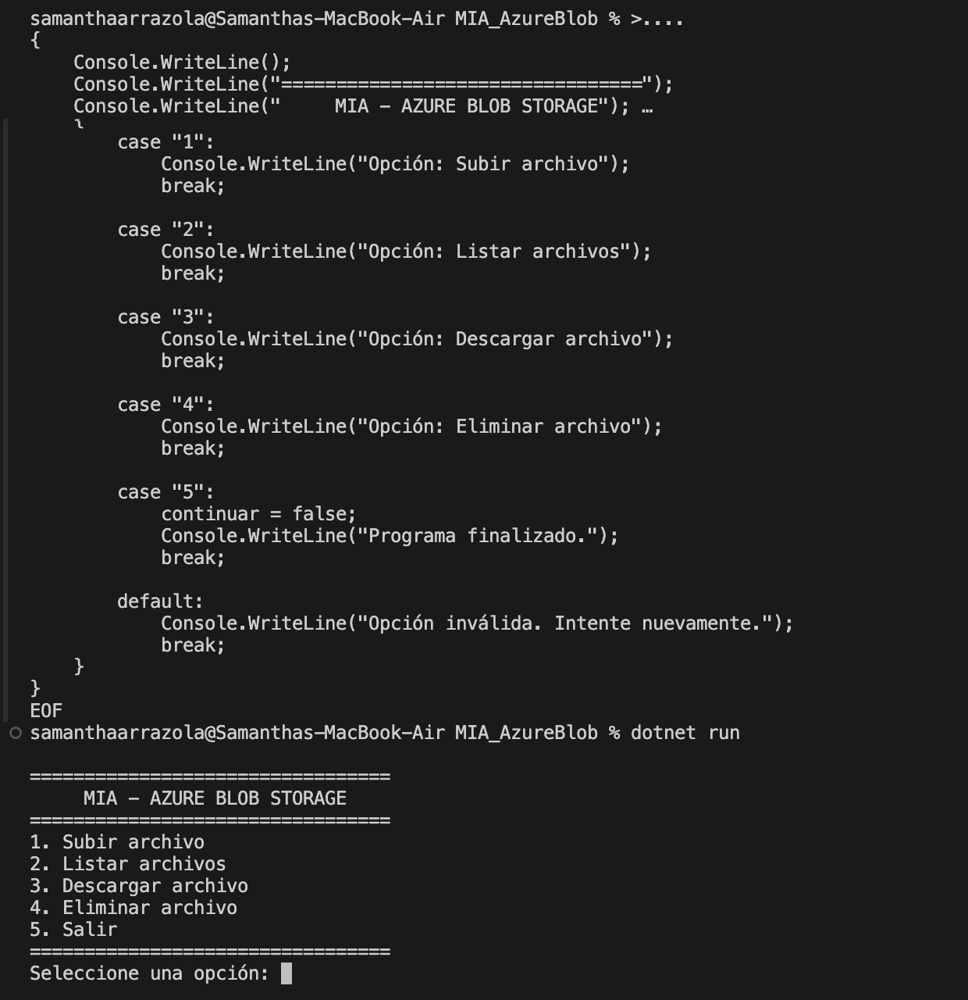 samanthaarrazola@Samanthas-MacBook-Air MIA_AzureBlob % >....
{
    Console.WriteLine();
    Console.WriteLine("=================================");
    Console.WriteLine("     MIA - AZURE BLOB STORAGE"); …
    {
        case "1":
            Console.WriteLine("Opción: Subir archivo");
            break;

        case "2":
            Console.WriteLine("Opción: Listar archivos");
            break;

        case "3":
            Console.WriteLine("Opción: Descargar archivo");
            break;

        case "4":
            Console.WriteLine("Opción: Eliminar archivo");
            break;

        case "5":
            continuar = false;
            Console.WriteLine("Programa finalizado.");
            break;

        default:
            Console.WriteLine("Opción inválida. Intente nuevamente.");
            break;
    }
}
EOF
samanthaarrazola@Samanthas-MacBook-Air MIA_AzureBlob % dotnet run

=================================
     MIA - AZURE BLOB STORAGE
=================================
1. Subir archivo
2. Listar archivos
3. Descargar archivo
4. Eliminar archivo
5. Salir
=================================
Seleccione una opción: